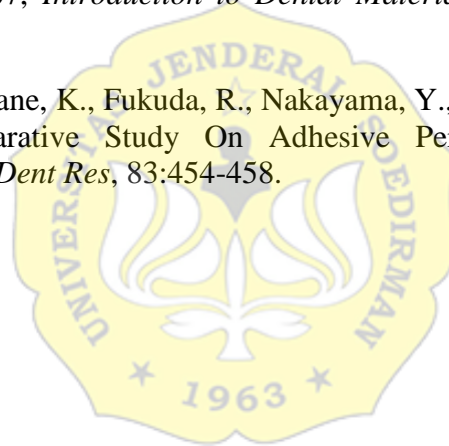 Introduction to Dental Materi
ane, K., Fukuda, R., Nakayama, Y.,
arative Study On Adhesive Pe
Dent Res, 83:454-458.
UNIVERSITAS JENDERAL SOEDIRMAN
★ 1963 ★